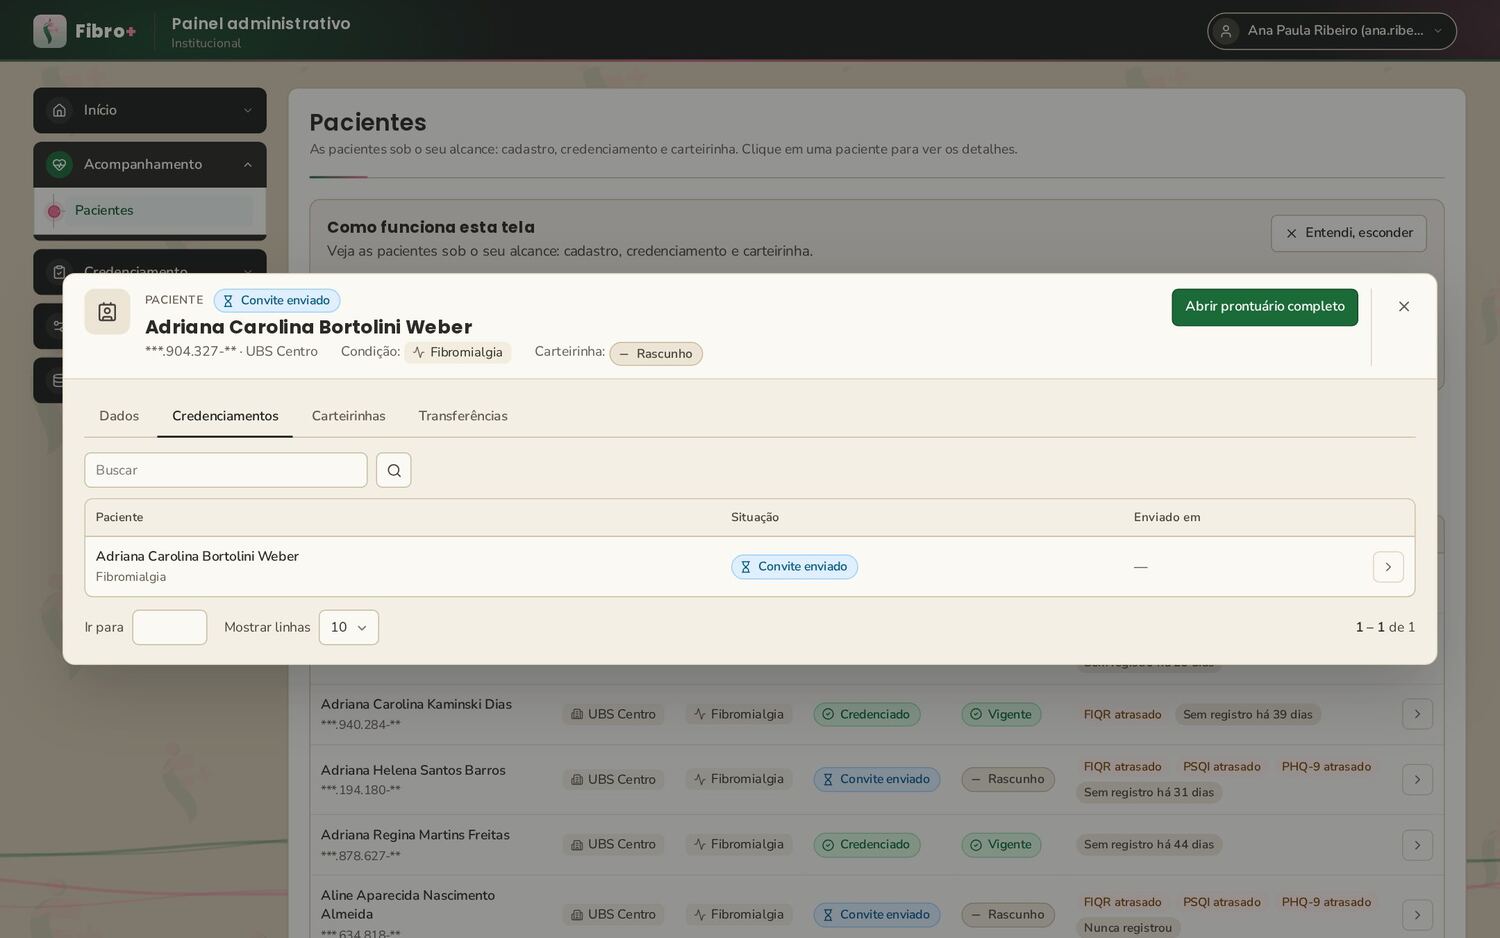 Fibro+
Painel administrativo
Institucional
Ana Paula Ribeiro (ana.ribe...
Início
Acompanhamento
Pacientes
Credenciamento
Pacientes
As pacientes sob o seu alcance: cadastro, credenciamento e carteirinha. Clique em uma paciente para ver os detalhes.
Como funciona esta tela
Veja as pacientes sob o seu alcance: cadastro, credenciamento e carteirinha.
Entendi, esconder
PACIENTE Convite enviado
Adriana Carolina Bortolini Weber
***.904.327-** · UBS Centro Condição: Fibromialgia Carteirinha: Rascunho
Abrir prontuário completo
Dados Credenciamentos Carteirinhas Transferências
Buscar
Paciente Situação Enviado em
Adriana Carolina Bortolini Weber
Fibromialgia
Convite enviado —
Ir para Mostrar linhas 10 1 – 1 de 1
Adriana Carolina Kaminski Dias
***.940.284-**
UBS Centro Fibromialgia Credenciado Vigente FIQR atrasado Sem registro há 39 dias
Adriana Helena Santos Barros
***.194.180-**
UBS Centro Fibromialgia Convite enviado Rascunho FIQR atrasado PSQI atrasado PHQ-9 atrasado
Sem registro há 31 dias
Adriana Regina Martins Freitas
***.878.627-**
UBS Centro Fibromialgia Credenciado Vigente Sem registro há 44 dias
Aline Aparecida Nascimento
Almeida
***.634.818-**
UBS Centro Fibromialgia Convite enviado Rascunho FIQR atrasado PSQI atrasado PHQ-9 atrasado
Nunca registrou